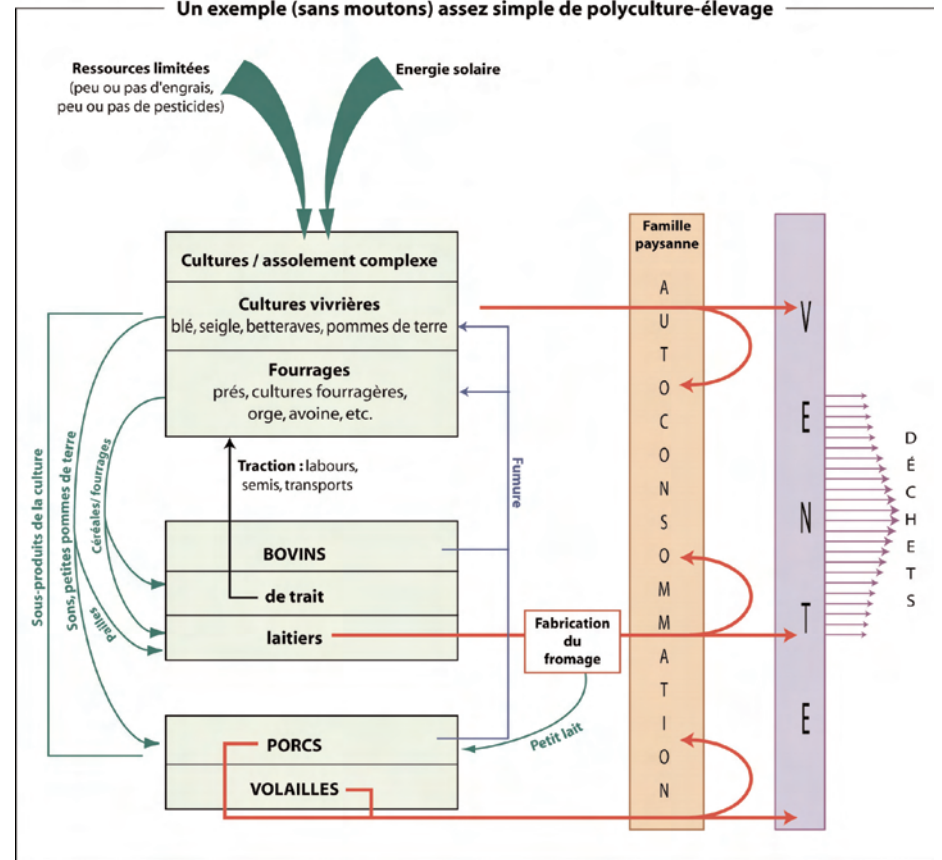 Un exemple (sans moutons) assez simple de polyculture-élevage
Ressources limitées
(peu ou pas d'engrais,
peu ou pas de pesticides)
Energie solaire
Cultures / assolement complexe
Cultures vivrières
blé, seigle, betteraves, pommes de terre
Fourrages
prés, cultures fourragères,
orge, avoine, etc.
Traction : labours,
semis, transports
BOVINS
de trait
laitiers
PORCS
VOLAILLES
Sous-produits de la culture
Sons, petites pommes de terre
Céréales/ fourrages
Pailles
Fumure
Fabrication
du
fromage
Petit lait
Famille
paysanne
AUTOCONSOMMATION
VENTE
DÉCHETS